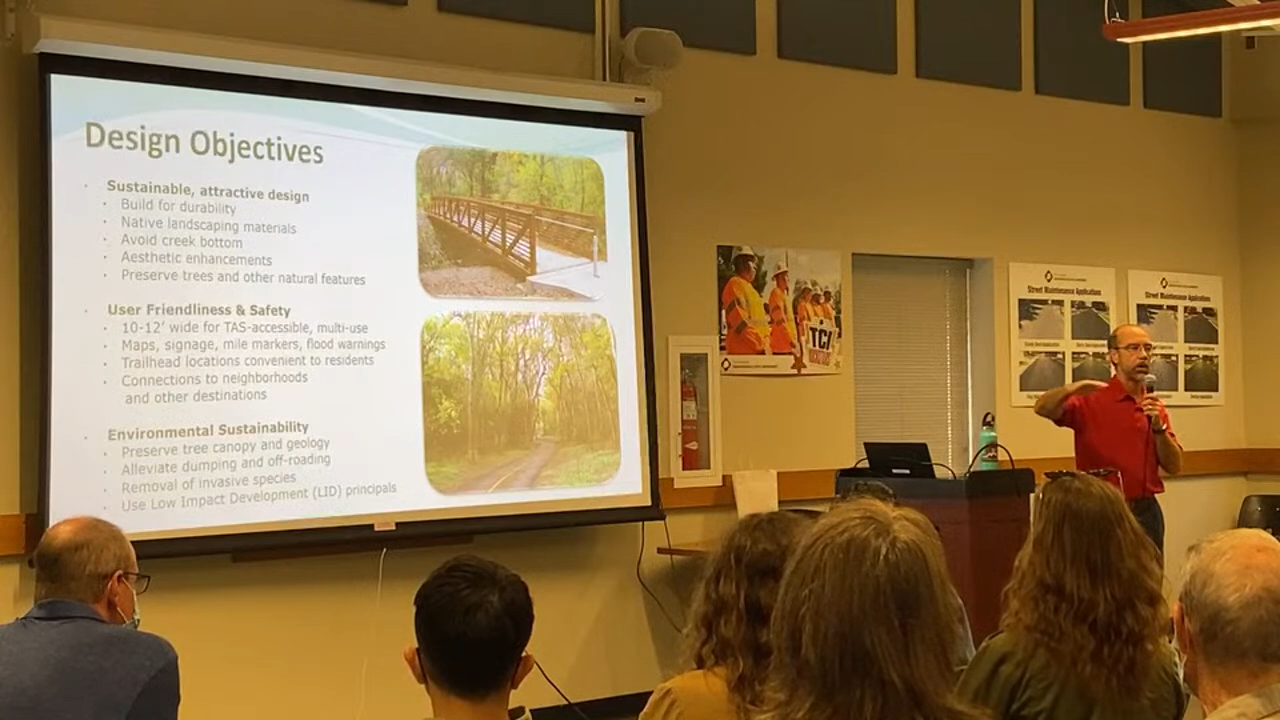 Design Objectives
Sustainable, attractive design
Build for durability
Native landscaping materials
Avoid creek bottom
Aesthetic enhancements
Preserve trees and other natural features
User Friendliness & Safety
10-12' wide for TAS-accessible, multi-use
Maps, signage, mile markers, flood warnings
Trailhead locations convenient to residents
Connections to neighborhoods
and other destinations
Environmental Sustainability
Preserve tree canopy and geology
Alleviate dumping and off-roading
Removal of invasive species
Use Low Impact Development (LID) principals
TCI
Street Maintenance Applications
Street Maintenance Applications